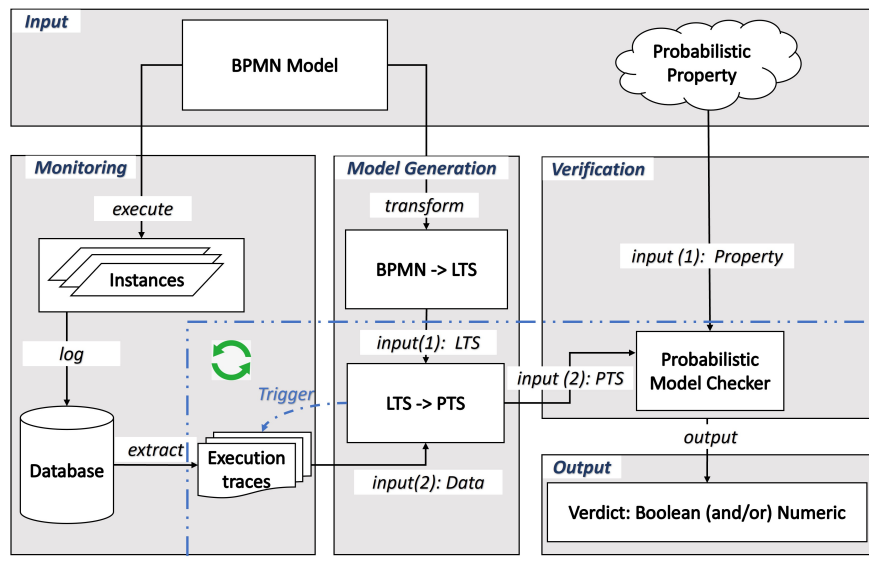 Input
BPMN Model
Probabilistic
Property
Monitoring
Model Generation
Verification
execute
transform
Instances
BPMN -> LTS
input (1): Property
log
input(1): LTS
Trigger
LTS -> PTS
input (2): PTS
Probabilistic
Model Checker
Database
extract
Execution
traces
input(2): Data
output
Output
Verdict: Boolean (and/or) Numeric